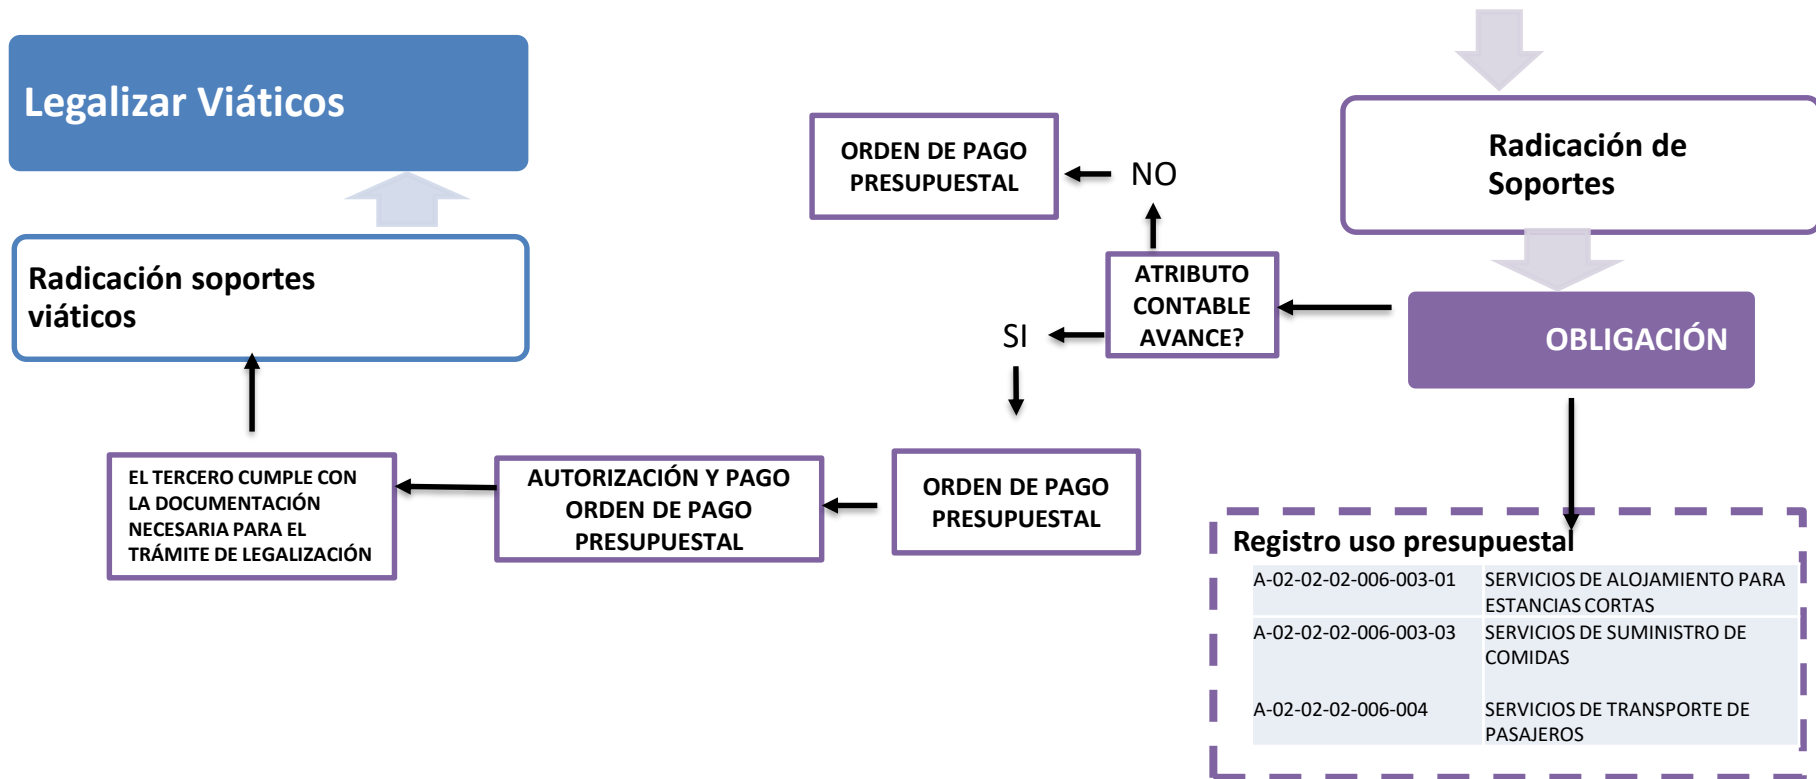 Legalizar Viáticos
Radicación soportes
viáticos
EL TERCERO CUMPLE CON
LA DOCUMENTACIÓN
NECESARIA PARA EL
TRÁMITE DE LEGALIZACIÓN
AUTORIZACIÓN Y PAGO
ORDEN DE PAGO
PRESUPUESTAL
ORDEN DE PAGO
PRESUPUESTAL
SI
ORDEN DE PAGO
PRESUPUESTAL
NO
ATRIBUTO
CONTABLE
AVANCE?
Radicación de
Soportes
OBLIGACIÓN
Registro uso presupuestal
A-02-02-02-006-003-01 SERVICIOS DE ALOJAMIENTO PARA
ESTANCIAS CORTAS
A-02-02-02-006-003-03 SERVICIOS DE SUMINISTRO DE
COMIDAS
A-02-02-02-006-004 SERVICIOS DE TRANSPORTE DE
PASAJEROS